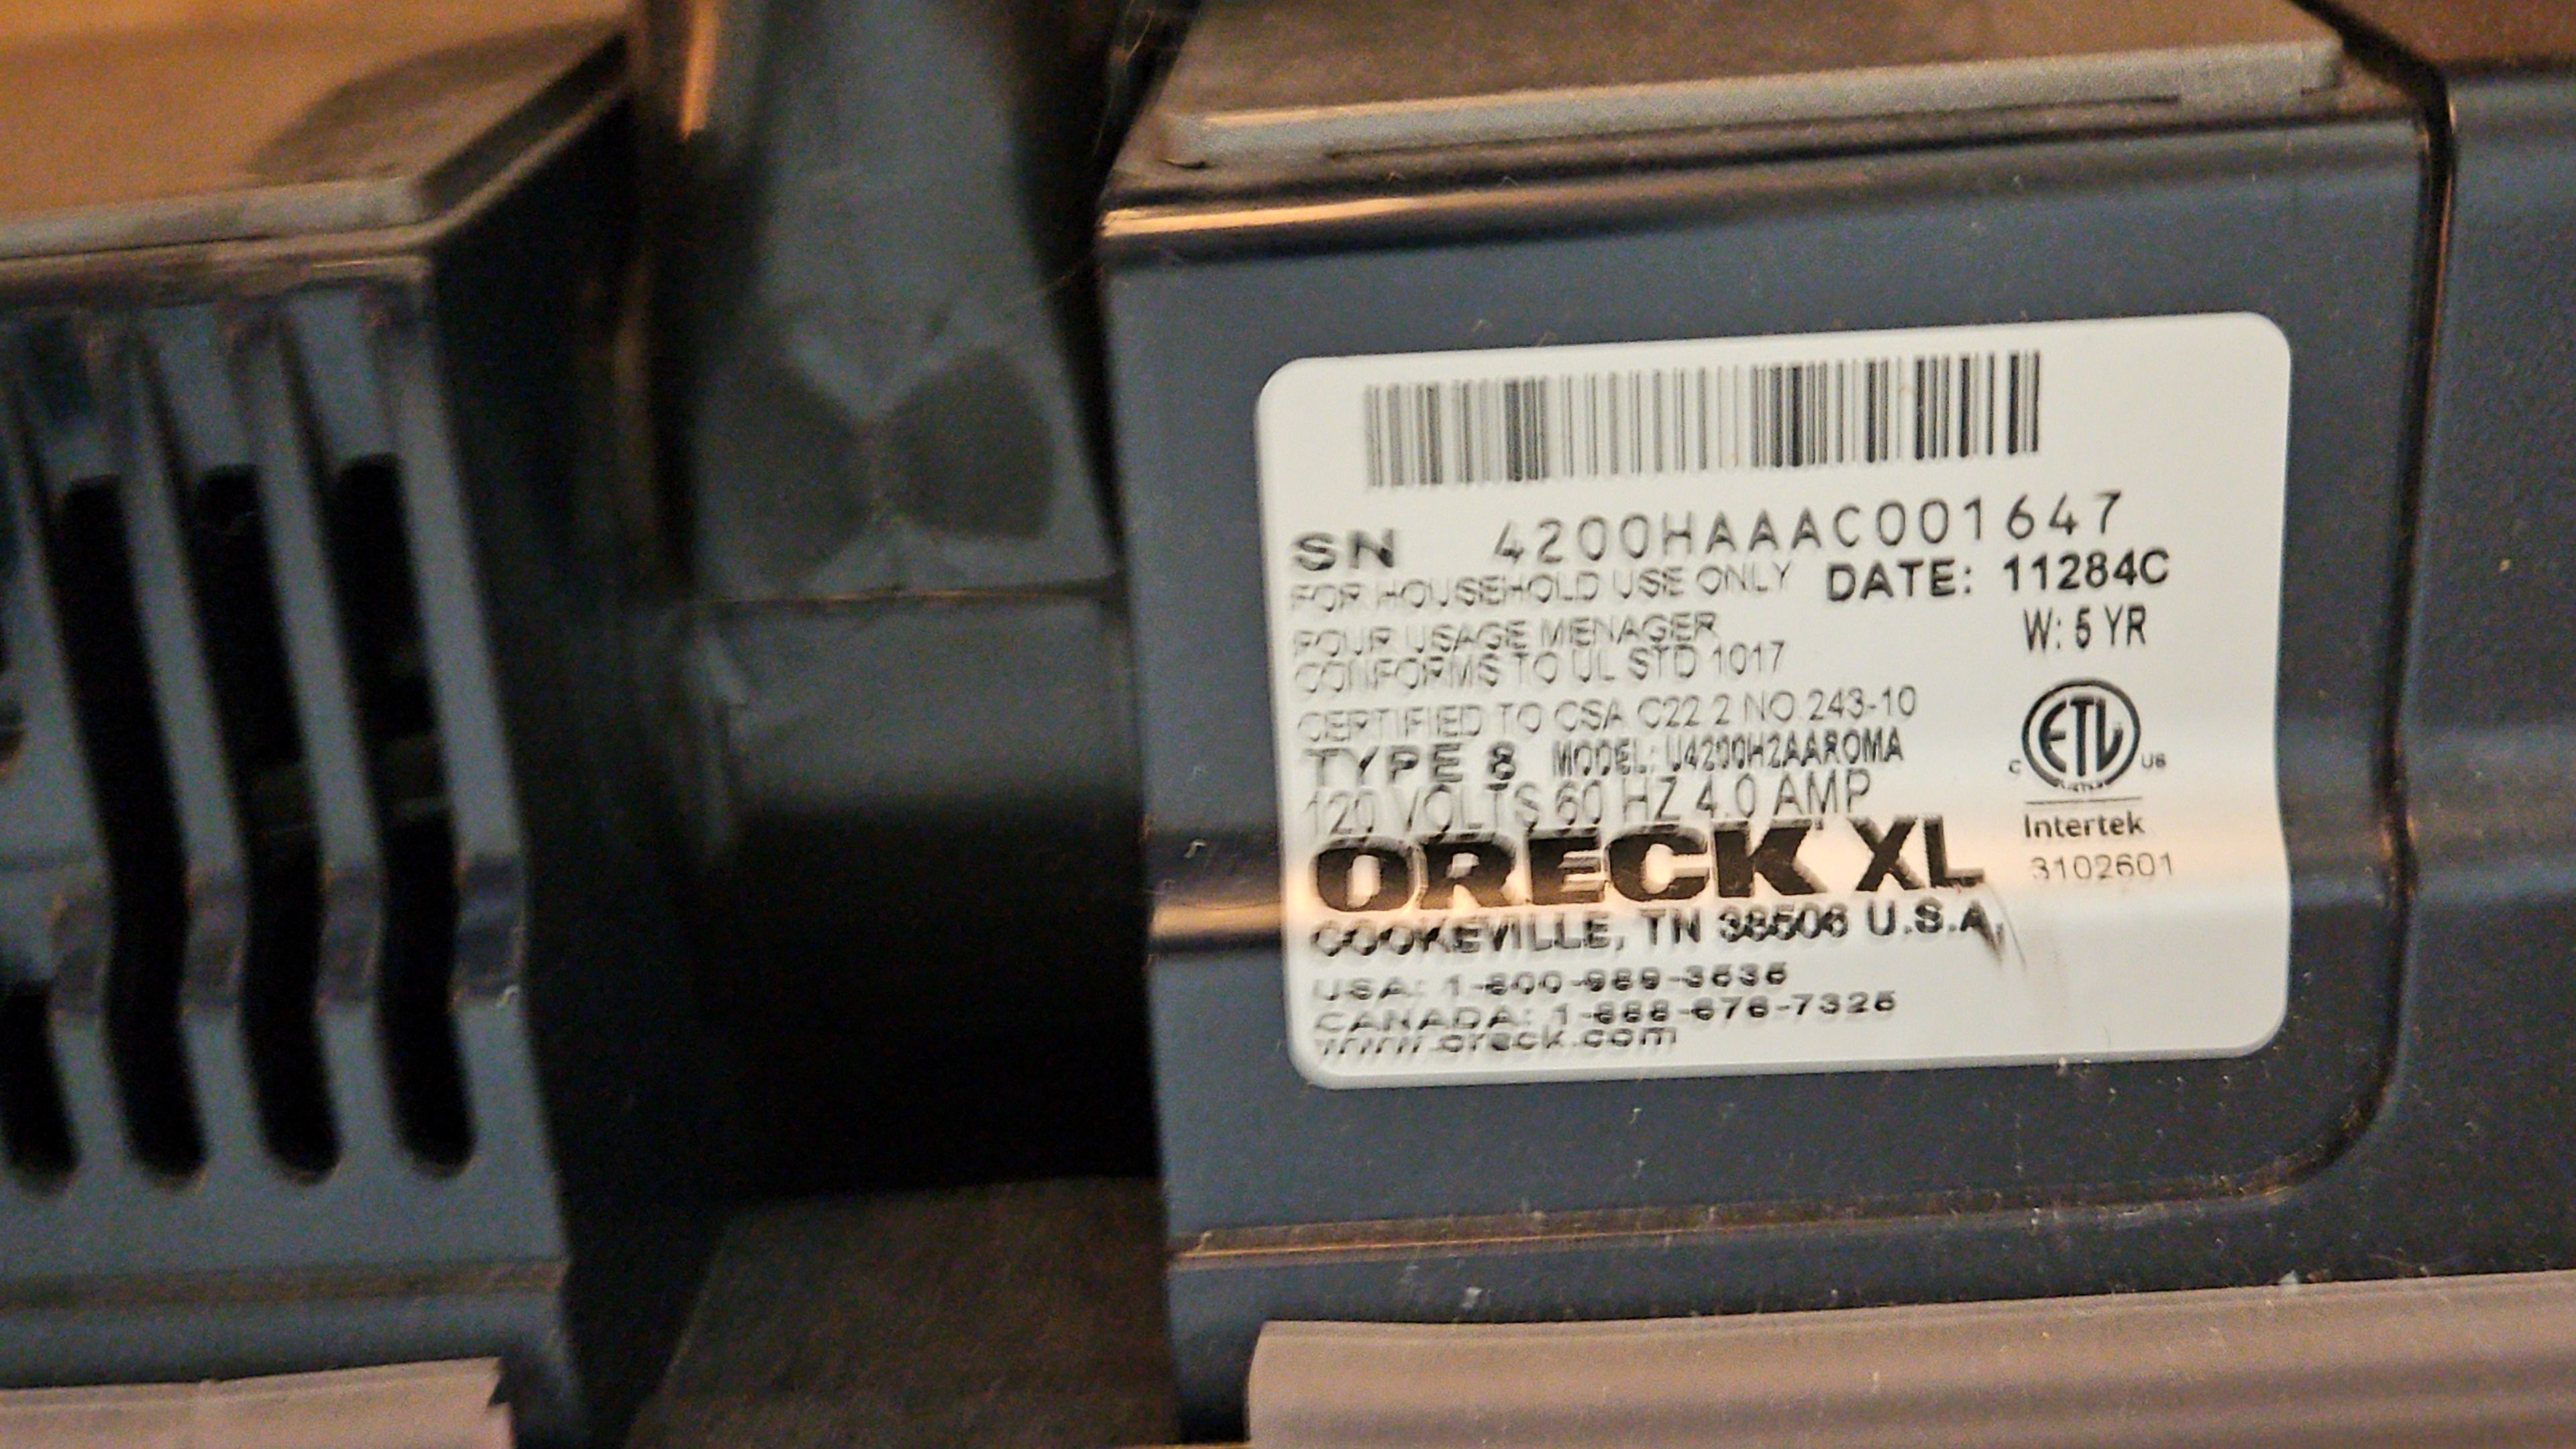 SN 4200HAAAC001647
FOR HOUSEHOLD USE ONLY DATE: 11284C
POUR USAGE MENAGER W: 5 YR
CONFORMS TO UL STD 1017
CERTIFIED TO CSA C22.2 NO.243-10
TYPE 8 MODEL: U4200H2AAROMA
120 VOLTS 60 HZ 4.0 AMP
C ETL US
Intertek
3102601
ORECK XL
COOKEVILLE, TN 38506 U.S.A.
USA: 1-800-989-3535
CANADA: 1-888-676-7325
www.oreck.com